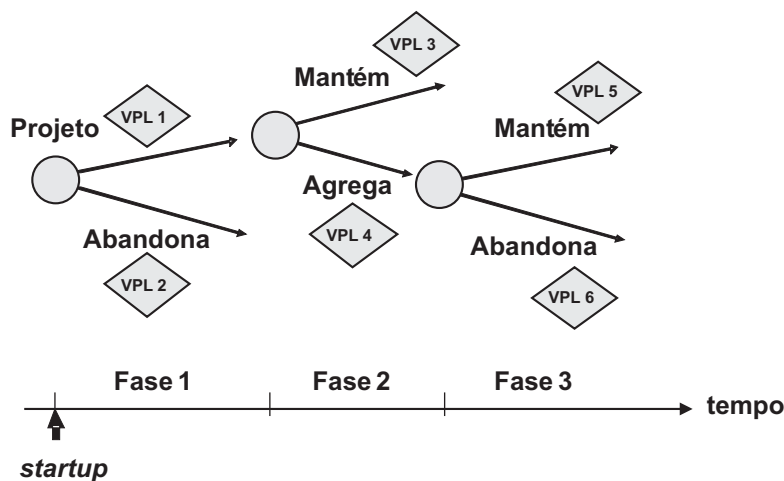 VPL 3
Mantém
VPL 5
Projeto
VPL 1
Mantém
Agrega
Abandona
VPL 4
Abandona
VPL 2
VPL 6
Fase 1
Fase 2
Fase 3
tempo
startup